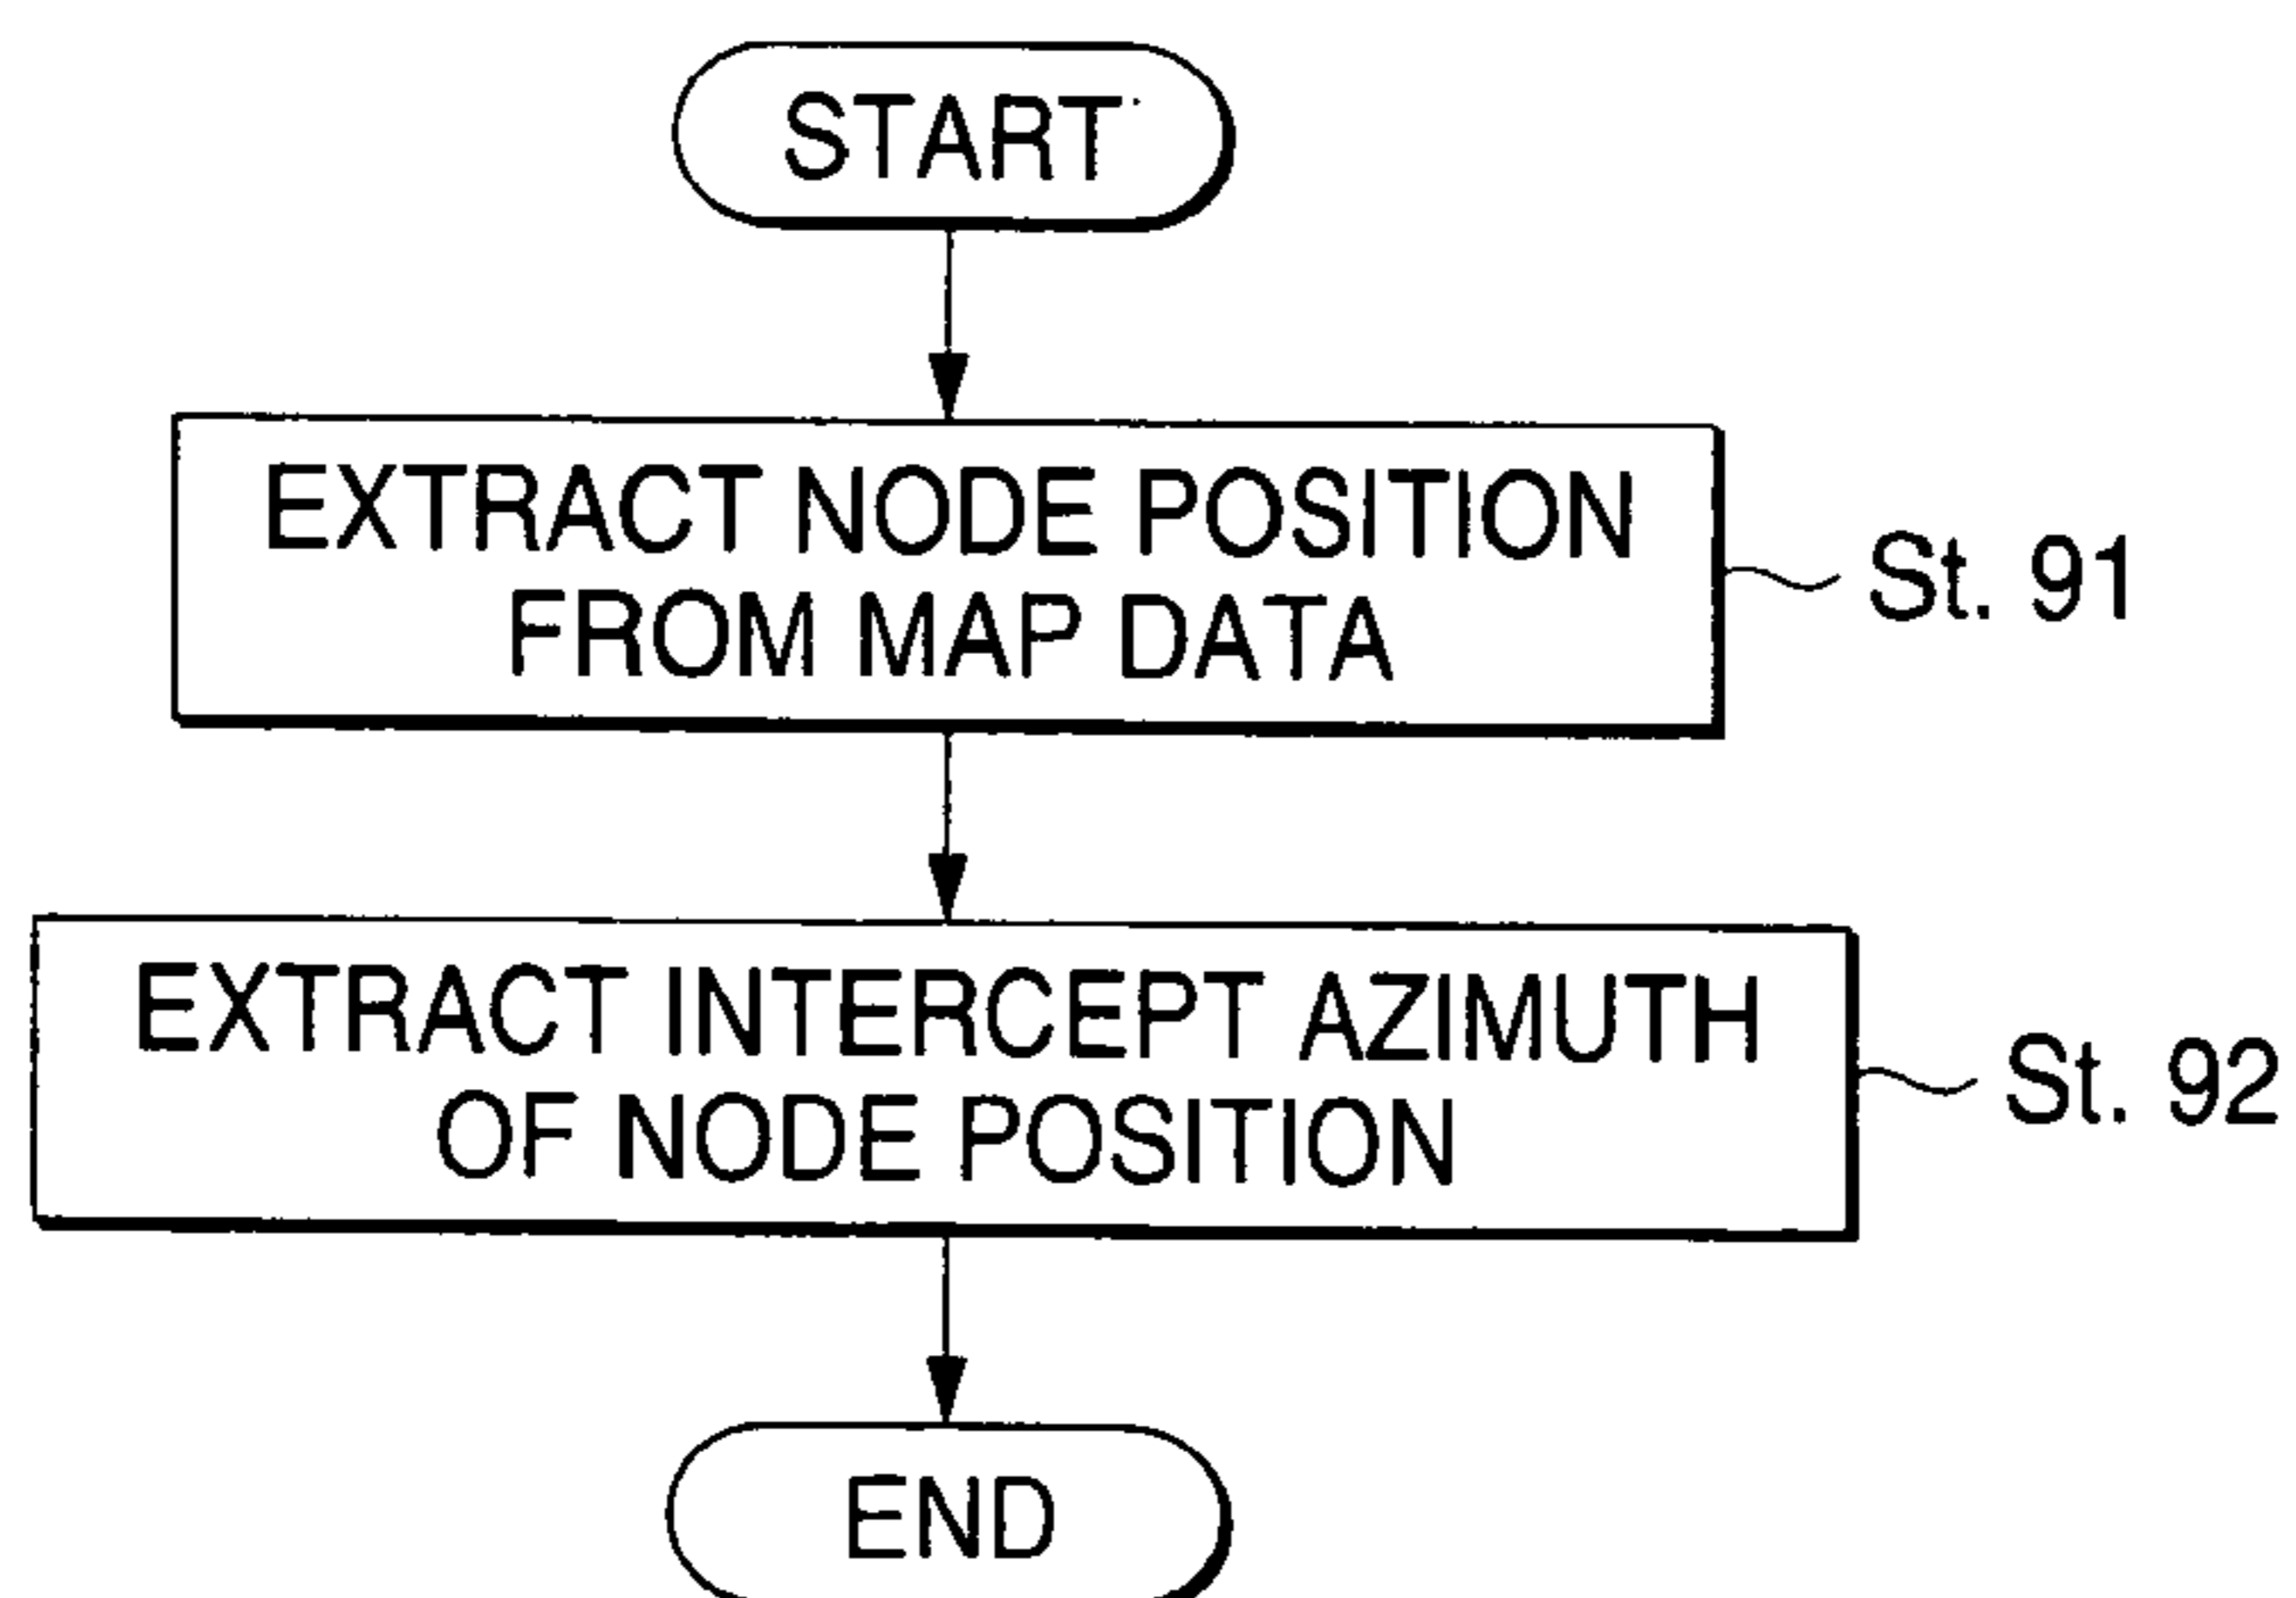 START
EXTRACT NODE POSITION
FROM MAP DATA
St. 91
EXTRACT INTERCEPT AZIMUTH
OF NODE POSITION
St. 92
END